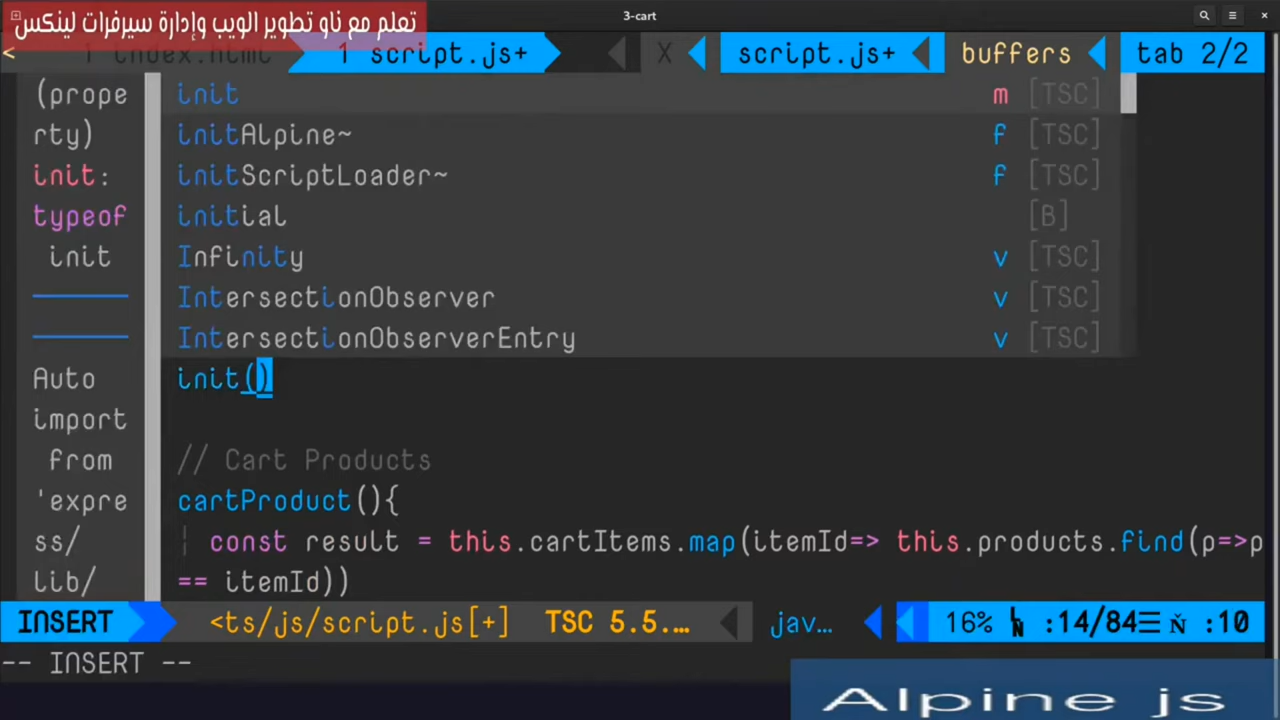 3-cart
تعلم مع ناو تطوير الويب وإدارة سيرفرات لينكس
< 1 index.html 1 script.js+ X script.js+ buffers tab 2/2
(prope
rty)
init:
typeof
init
Auto
import
from
'expre
ss/
lib/
init m [TSC]
initAlpine~ f [TSC]
initScriptLoader~ f [TSC]
initial [B]
Infinity v [TSC]
IntersectionObserver v [TSC]
IntersectionObserverEntry v [TSC]
init()
// Cart Products
cartProduct(){
const result = this.cartItems.map(itemId=> this.products.find(p=>p
== itemId))
INSERT <ts/js/script.js[+] TSC 5.5.… jav… 16% :14/84☰ :10
-- INSERT --
Alpine js